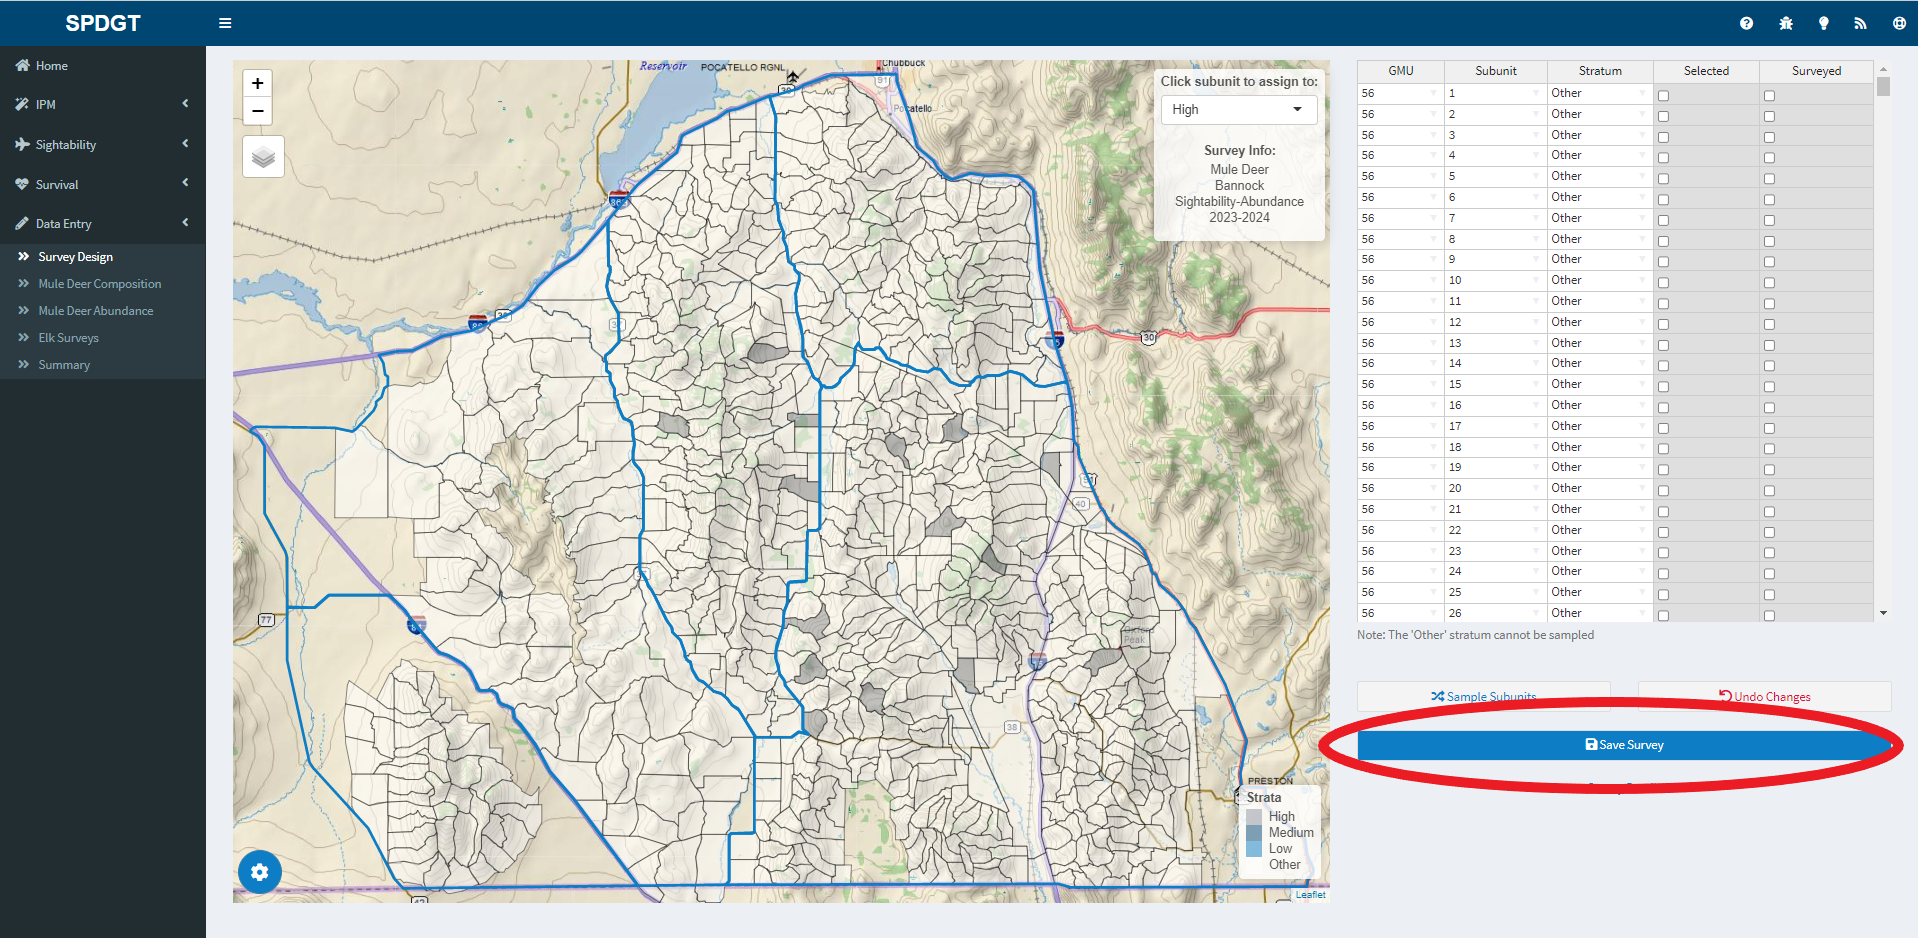 SPDGT
Home
IPM
Sightability
Survival
Data Entry
Survey Design
Mule Deer Composition
Mule Deer Abundance
Elk Surveys
Summary
+
−
Reservoir
POCATELLO RGNL
Chubbuck
91
Pocatello
Click subunit to assign to:
High
Survey Info:
Mule Deer
Bannock
Sightability-Abundance
2023-2024
30
40
77
38
Oxford
Peak
PRESTON
Strata
High
Medium
Low
Other
Leaflet
GMU Subunit Stratum Selected Surveyed
56 1 Other
56 2 Other
56 3 Other
56 4 Other
56 5 Other
56 6 Other
56 7 Other
56 8 Other
56 9 Other
56 10 Other
56 11 Other
56 12 Other
56 13 Other
56 14 Other
56 15 Other
56 16 Other
56 17 Other
56 18 Other
56 19 Other
56 20 Other
56 21 Other
56 22 Other
56 23 Other
56 24 Other
56 25 Other
56 26 Other
Note: The 'Other' stratum cannot be sampled
Sample Subunits
Undo Changes
Save Survey